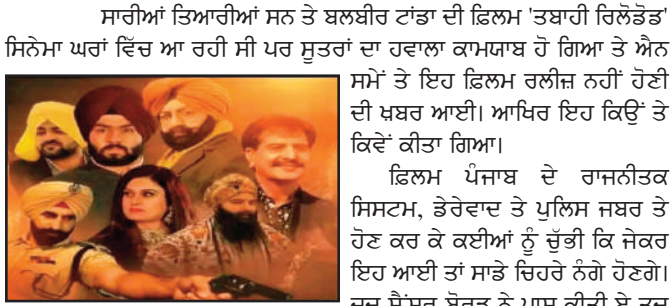 ਸਾਰੀਆਂ ਤਿਆਰੀਆਂ ਸਨ ਤੇ ਬਲਬੀਰ ਟਾਂਡਾ ਦੀ ਫ਼ਿਲਮ 'ਤਬਾਹੀ ਰਿਲੋਡੋਡ'
ਸਿਨੇਮਾ ਘਰਾਂ ਵਿੱਚ ਆ ਰਹੀ ਸੀ ਪਰ ਸੂਤਰਾਂ ਦਾ ਹਵਾਲਾ ਕਾਮਯਾਬ ਹੋ ਗਿਆ ਤੇ ਐਨ
ਸਮੇਂ ਤੇ ਇਹ ਫ਼ਿਲਮ ਰਲੀਜ਼ ਨਹੀਂ ਹੋਣੀ
ਦੀ ਖ਼ਬਰ ਆਈ। ਆਖਿਰ ਇਹ ਕਿਉਂ ਤੇ
ਕਿਵੇਂ ਕੀਤਾ ਗਿਆ।
ਫ਼ਿਲਮ ਪੰਜਾਬ ਦੇ ਰਾਜਨੀਤਕ
ਸਿਸਟਮ, ਡੇਰੇਵਾਦ ਤੇ ਪੁਲਿਸ ਜਬਰ ਤੇ
ਹੋਣ ਕਰ ਕੇ ਕਈਆਂ ਨੂੰ ਚੁੱਭੀ ਕਿ ਜੇਕਰ
ਇਹ ਆਈ ਤਾਂ ਸਾਡੇ ਚਿਹਰੇ ਨੰਗੇ ਹੋਣਗੇ।